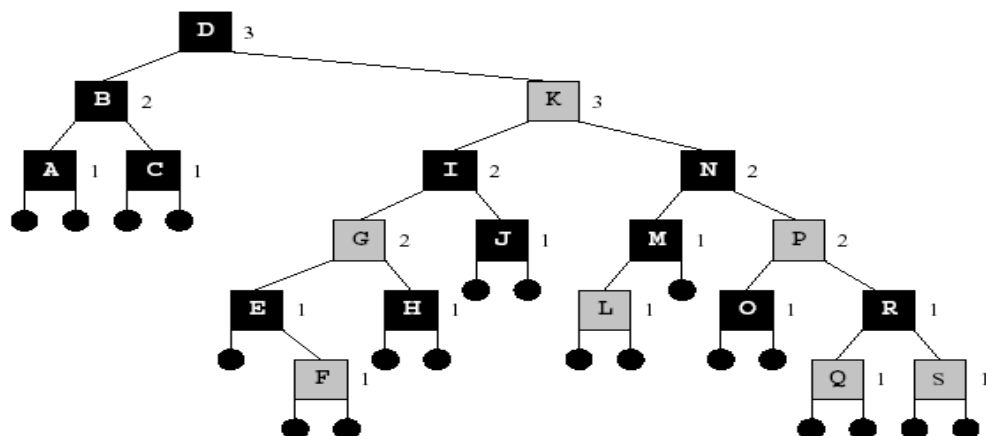 D 3
B 2 K 3
A 1 C 1 I 2 N 2
G 2 J 1 M 1 P 2
E 1 H 1 L 1 O 1 R 1
F 1 Q 1 S 1